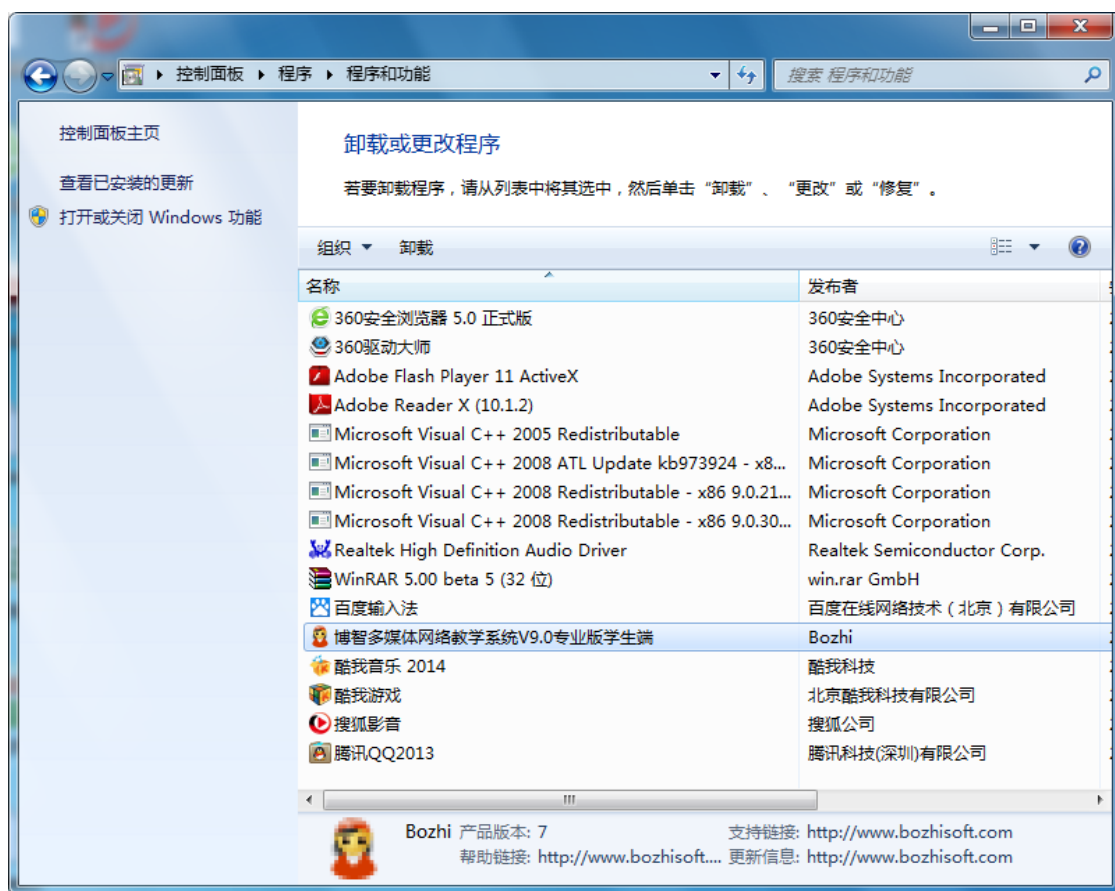 控制面板 程序 程序和功能 搜索 程序和功能
控制面板主页
查看已安装的更新
打开或关闭 Windows 功能
卸载或更改程序
若要卸载程序，请从列表中将其选中，然后单击“卸载”、“更改”或“修复”。
组织 卸载
名称 发布者
360安全浏览器 5.0 正式版 360安全中心
360驱动大师 360安全中心
Adobe Flash Player 11 ActiveX Adobe Systems Incorporated
Adobe Reader X (10.1.2) Adobe Systems Incorporated
Microsoft Visual C++ 2005 Redistributable Microsoft Corporation
Microsoft Visual C++ 2008 ATL Update kb973924 - x8... Microsoft Corporation
Microsoft Visual C++ 2008 Redistributable - x86 9.0.21... Microsoft Corporation
Microsoft Visual C++ 2008 Redistributable - x86 9.0.30... Microsoft Corporation
Realtek High Definition Audio Driver Realtek Semiconductor Corp.
WinRAR 5.00 beta 5 (32 位) win.rar GmbH
百度输入法 百度在线网络技术（北京）有限公司
博智多媒体网络教学系统V9.0专业版学生端 Bozhi
酷我音乐 2014 酷我科技
酷我游戏 北京酷我科技有限公司
搜狐影音 搜狐公司
腾讯QQ2013 腾讯科技(深圳)有限公司
Bozhi 产品版本: 7 支持链接: http://www.bozhisoft.com
帮助链接: http://www.bozhisoft.... 更新信息: http://www.bozhisoft.com